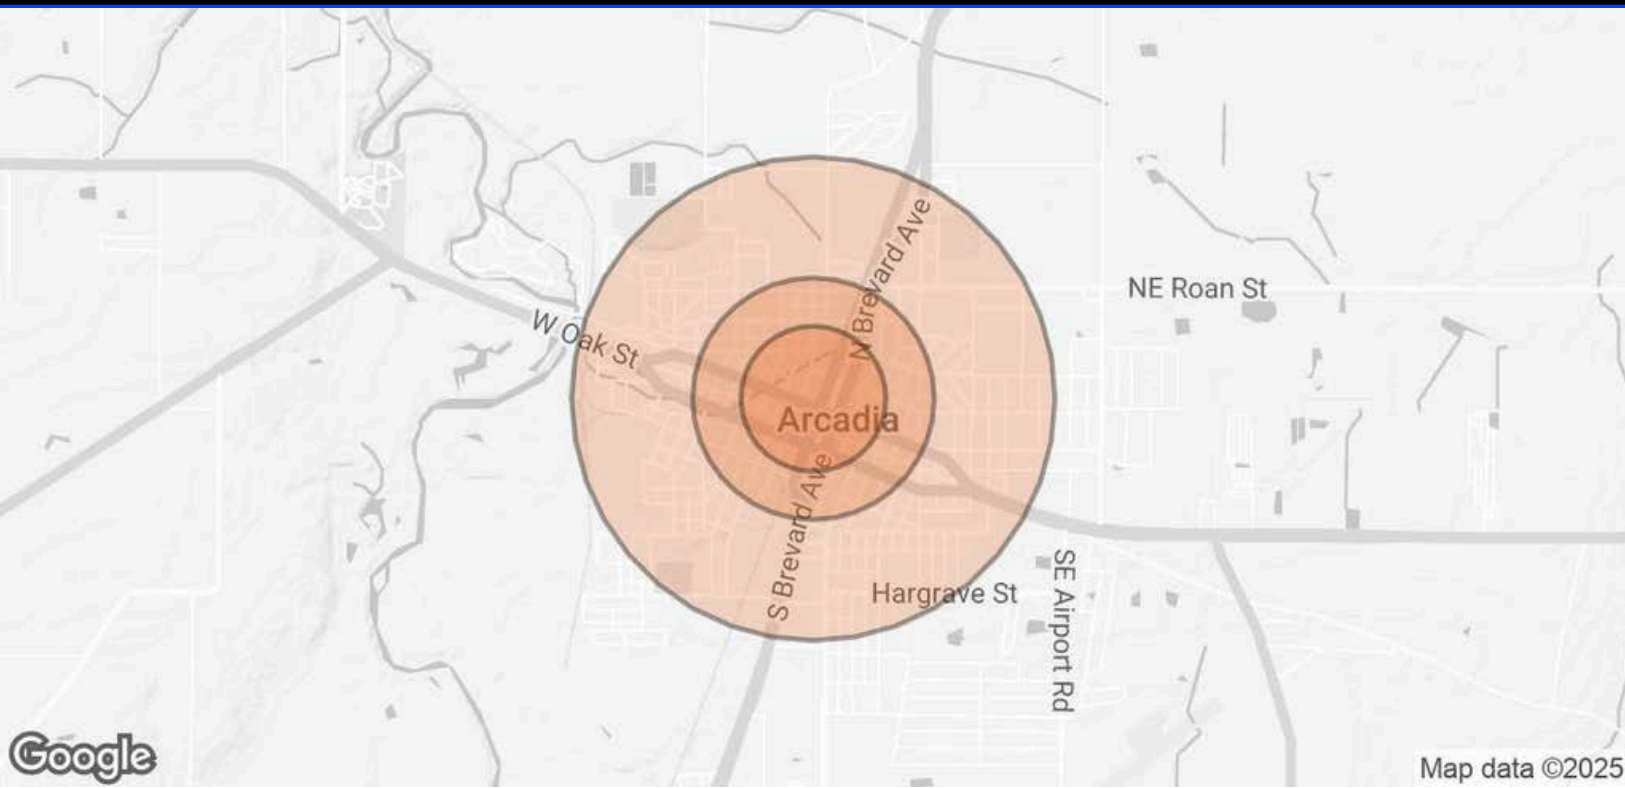 N Brevard Ave
NE Roan St
W Oak St
Arcadia
S Brevard Ave
Hargrave St
SE Airport Rd
Google
Map data ©2025